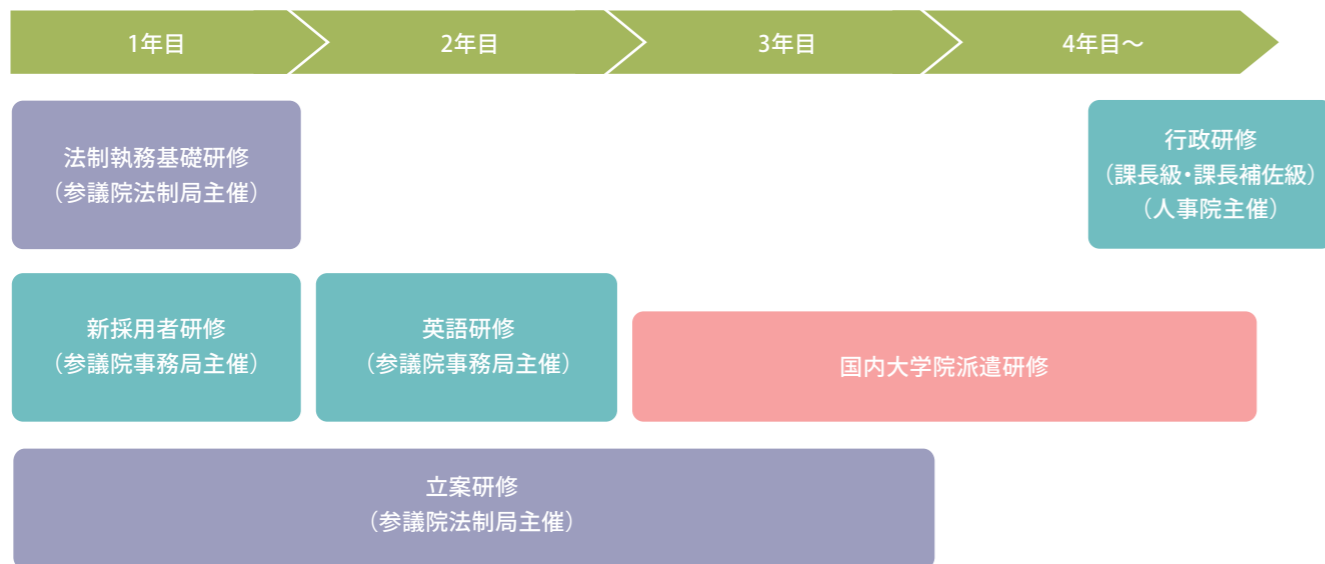 1年目
2年目
3年目
4年目～
法制執務基礎研修
（参議院法制局主催）
行政研修
（課長級・課長補佐級）
（人事院主催）
新採用者研修
（参議院事務局主催）
英語研修
（参議院事務局主催）
国内大学院派遣研修
立案研修
（参議院法制局主催）